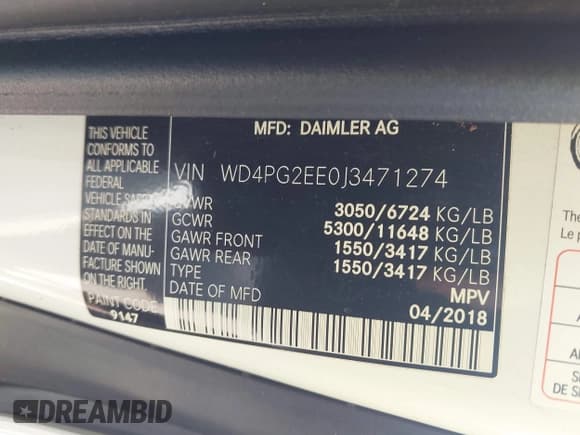 MFD: DAIMLER AG
THIS VEHICLE
CONFORMS TO
ALL APPLICABLE
FEDERAL
VEHICLE SAFETY
STANDARDS IN
EFFECT ON THE
DATE OF MANU-
FACTURE SHOWN
ON THE RIGHT.
PAINT CODE
9147
VIN WD4PG2EE0J3471274
GVWR 3050/6724 KG/LB
GCWR 5300/11648 KG/LB
GAWR FRONT 1550/3417 KG/LB
GAWR REAR 1550/3417 KG/LB
TYPE MPV
DATE OF MFD 04/2018
The
Le p
DE S
DREAMBID